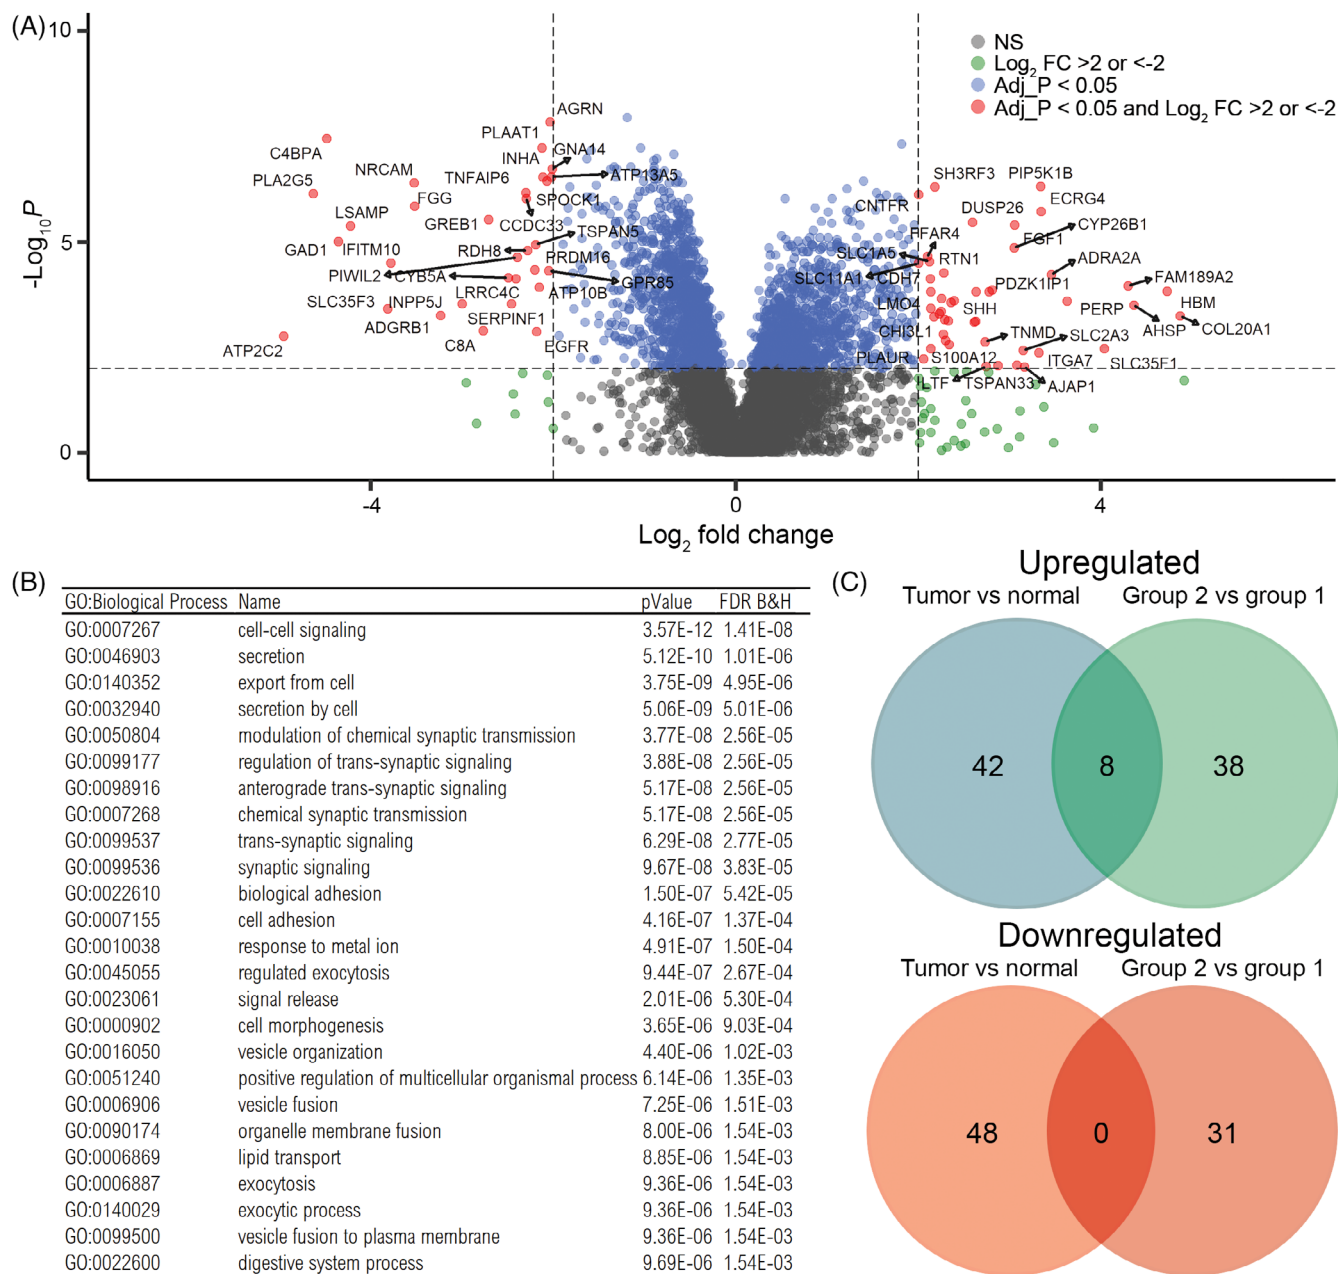 (A)
10
5
0
-Log10P
-4
0
4
Log2 fold change
NS
Log2 FC >2 or <-2
Adj_P < 0.05
Adj_P < 0.05 and Log2 FC >2 or <-2
AGRN
PLAAT1
C4BPA
INHA
GNA14
NRCAM
PLA2G5
TNFAIP6
ATP13A5
FGG
SPOCK1
LSAMP
GREB1
CCDC33
TSPAN5
GAD1
IFITM10
RDH8
PRDM16
PIWIL2
CYB5A
GPR85
SLC35F3
INPP5J
LRRC4C
ATP10B
ADGRB1
SERPINF1
ATP2C2
C8A
EGFR
SH3RF3
PIP5K1B
CNTFR
DUSP26
ECRG4
CYP26B1
FFAR4
FGF1
SLC1A5
RTN1
ADRA2A
SLC11A1
CDH7
PDZK1IP1
FAM189A2
LMO4
SHH
PERP
HBM
CHI3L1
TNMD
SLC2A3
AHSP
COL20A1
PLAUR
S100A12
ITGA7
SLC35F1
LTF
TSPAN33
AJAP1
(B)
GO:Biological Process Name pValue FDR B&H
GO:0007267 cell-cell signaling 3.57E-12 1.41E-08
GO:0046903 secretion 5.12E-10 1.01E-06
GO:0140352 export from cell 3.75E-09 4.95E-06
GO:0032940 secretion by cell 5.06E-09 5.01E-06
GO:0050804 modulation of chemical synaptic transmission 3.77E-08 2.56E-05
GO:0099177 regulation of trans-synaptic signaling 3.88E-08 2.56E-05
GO:0098916 anterograde trans-synaptic signaling 5.17E-08 2.56E-05
GO:0007268 chemical synaptic transmission 5.17E-08 2.56E-05
GO:0099537 trans-synaptic signaling 6.29E-08 2.77E-05
GO:0099536 synaptic signaling 9.67E-08 3.83E-05
GO:0022610 biological adhesion 1.50E-07 5.42E-05
GO:0007155 cell adhesion 4.16E-07 1.37E-04
GO:0010038 response to metal ion 4.91E-07 1.50E-04
GO:0045055 regulated exocytosis 9.44E-07 2.67E-04
GO:0023061 signal release 2.01E-06 5.30E-04
GO:0000902 cell morphogenesis 3.65E-06 9.03E-04
GO:0016050 vesicle organization 4.40E-06 1.02E-03
GO:0051240 positive regulation of multicellular organismal process 6.14E-06 1.35E-03
GO:0006906 vesicle fusion 7.25E-06 1.51E-03
GO:0090174 organelle membrane fusion 8.00E-06 1.54E-03
GO:0006869 lipid transport 8.85E-06 1.54E-03
GO:0006887 exocytosis 9.36E-06 1.54E-03
GO:0140029 exocytic process 9.36E-06 1.54E-03
GO:0099500 vesicle fusion to plasma membrane 9.36E-06 1.54E-03
GO:0022600 digestive system process 9.69E-06 1.54E-03
(C)
Upregulated
Tumor vs normal Group 2 vs group 1
42 8 38
Downregulated
Tumor vs normal Group 2 vs group 1
48 0 31